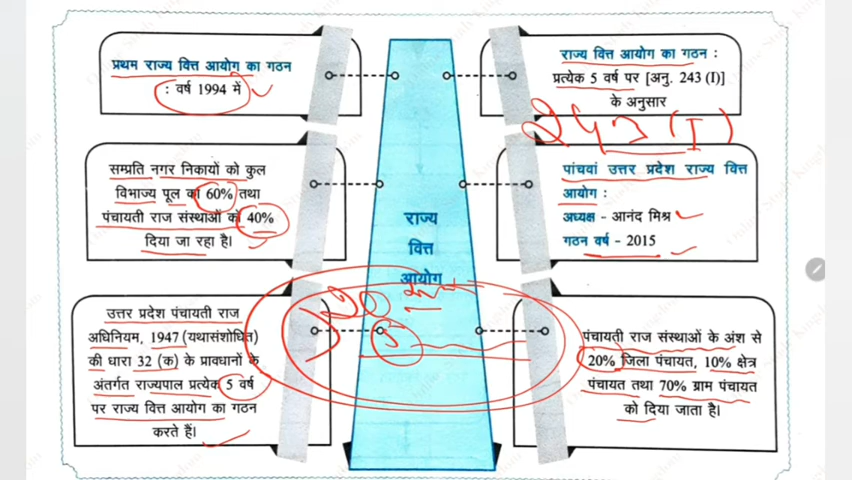 प्रथम राज्य वित्त आयोग का गठन
: वर्ष 1994 में
सम्प्रति नगर निकायों को कुल
विभाज्य पूल का 60% तथा
पंचायती राज संस्थाओं को 40%
दिया जा रहा है।
उत्तर प्रदेश पंचायती राज
अधिनियम, 1947 (यथासंशोधित)
की धारा 32 (क) के प्रावधानों के
अंतर्गत राज्यपाल प्रत्येक 5 वर्ष
पर राज्य वित्त आयोग का गठन
करते हैं।
राज्य
वित्त
आयोग
राज्य वित्त आयोग का गठन :
प्रत्येक 5 वर्ष पर [अनु. 243 (I)]
के अनुसार
243 (I)
पांचवां उत्तर प्रदेश राज्य वित्त
आयोग :
अध्यक्ष - आनंद मिश्र
गठन वर्ष - 2015
पंचायती राज संस्थाओं के अंश से
20% जिला पंचायत, 10% क्षेत्र
पंचायत तथा 70% ग्राम पंचायत
को दिया जाता है।